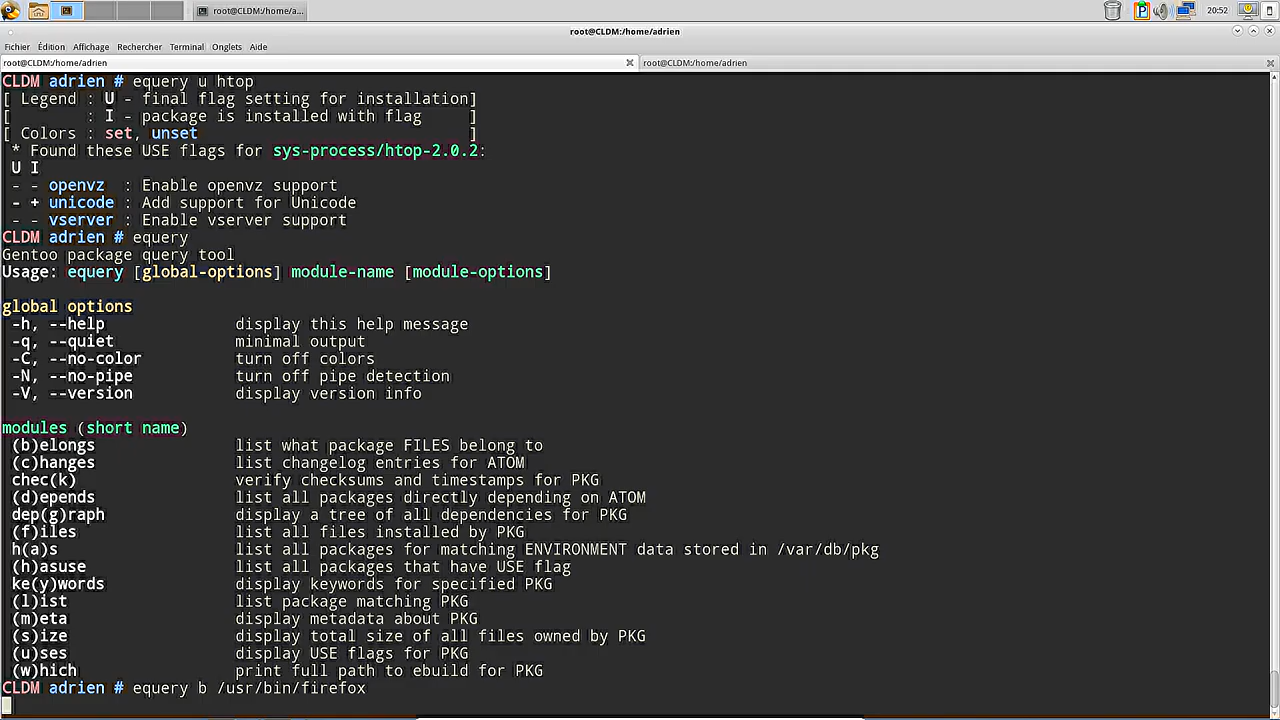 root@CLDM:/home/a...
20:52
root@CLDM:/home/adrien
Fichier Édition Affichage Rechercher Terminal Onglets Aide
root@CLDM:/home/adrien root@CLDM:/home/adrien
CLDM adrien # equery u htop
[ Legend : U - final flag setting for installation]
[        : I - package is installed with flag     ]
[ Colors : set, unset                             ]
 * Found these USE flags for sys-process/htop-2.0.2:
 U I
 - - openvz  : Enable openvz support
 - + unicode : Add support for Unicode
 - - vserver : Enable vserver support
CLDM adrien # equery
Gentoo package query tool
Usage: equery [global-options] module-name [module-options]
global options
 -h, --help              display this help message
 -q, --quiet             minimal output
 -C, --no-color          turn off colors
 -N, --no-pipe           turn off pipe detection
 -V, --version           display version info
modules (short name)
 (b)elongs               list what package FILES belong to
 (c)hanges               list changelog entries for ATOM
 chec(k)                 verify checksums and timestamps for PKG
 (d)epends               list all packages directly depending on ATOM
 dep(g)raph              display a tree of all dependencies for PKG
 (f)iles                 list all files installed by PKG
 h(a)s                   list all packages for matching ENVIRONMENT data stored in /var/db/pkg
 (h)asuse                list all packages that have USE flag
 ke(y)words              display keywords for specified PKG
 (l)ist                  list package matching PKG
 (m)eta                  display metadata about PKG
 (s)ize                  display total size of all files owned by PKG
 (u)ses                  display USE flags for PKG
 (w)hich                 print full path to ebuild for PKG
CLDM adrien # equery b /usr/bin/firefox